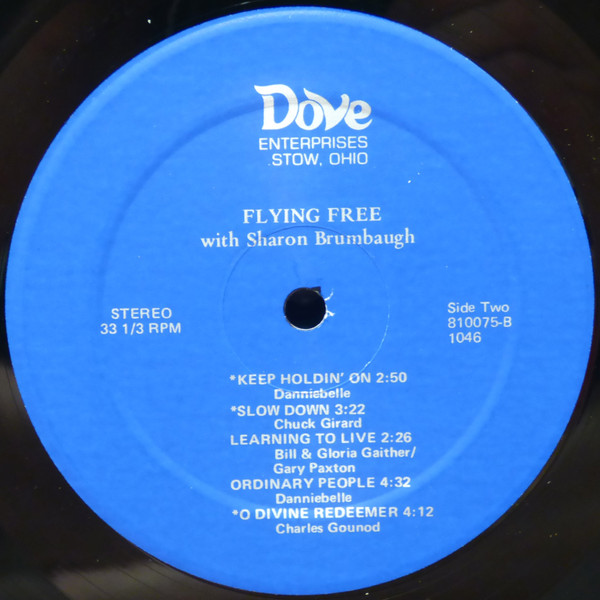 Dove
ENTERPRISES
STOW, OHIO
FLYING FREE
with Sharon Brumbaugh
STEREO
33 1/3 RPM
Side Two
810075-B
1046
*KEEP HOLDIN' ON 2:50
Danniebelle
*SLOW DOWN 3:22
Chuck Girard
LEARNING TO LIVE 2:26
Bill & Gloria Gaither/
Gary Paxton
ORDINARY PEOPLE 4:32
Danniebelle
*O DIVINE REDEEMER 4:12
Charles Gounod